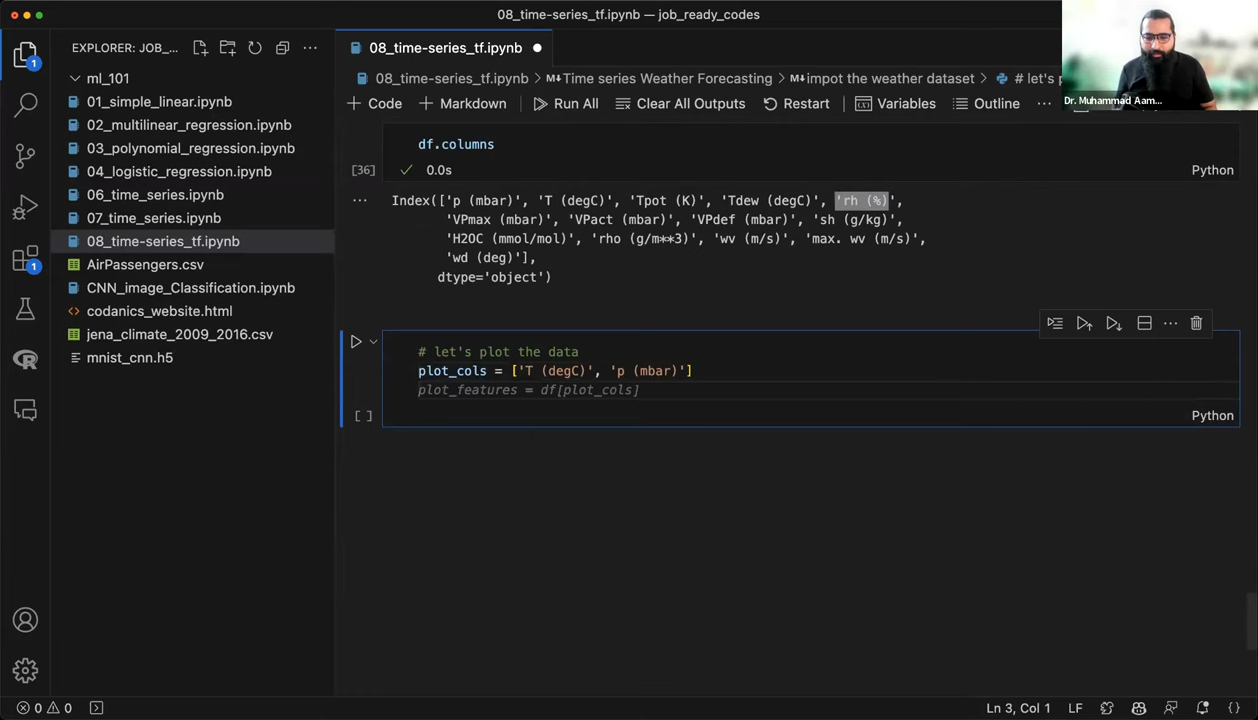 08_time-series_tf.ipynb — job_ready_codes
EXPLORER: JOB_...
08_time-series_tf.ipynb
ml_101
01_simple_linear.ipynb
02_multilinear_regression.ipynb
03_polynomial_regression.ipynb
04_logistic_regression.ipynb
06_time_series.ipynb
07_time_series.ipynb
08_time-series_tf.ipynb
AirPassengers.csv
CNN_image_Classification.ipynb
codanics_website.html
jena_climate_2009_2016.csv
mnist_cnn.h5
1
1
08_time-series_tf.ipynb > M↓Time series Weather Forecasting > M↓impot the weather dataset > # let's p
+ Code + Markdown Run All Clear All Outputs Restart Variables Outline ...
Dr. Muhammad Aam...
df.columns
[36] ✓ 0.0s Python
... Index(['p (mbar)', 'T (degC)', 'Tpot (K)', 'Tdew (degC)', 'rh (%)',
'VPmax (mbar)', 'VPact (mbar)', 'VPdef (mbar)', 'sh (g/kg)',
'H2OC (mmol/mol)', 'rho (g/m**3)', 'wv (m/s)', 'max. wv (m/s)',
'wd (deg)'],
dtype='object')
# let's plot the data
plot_cols = ['T (degC)', 'p (mbar)']
plot_features = df[plot_cols]
[ ] Python
0 0 Ln 3, Col 1 LF